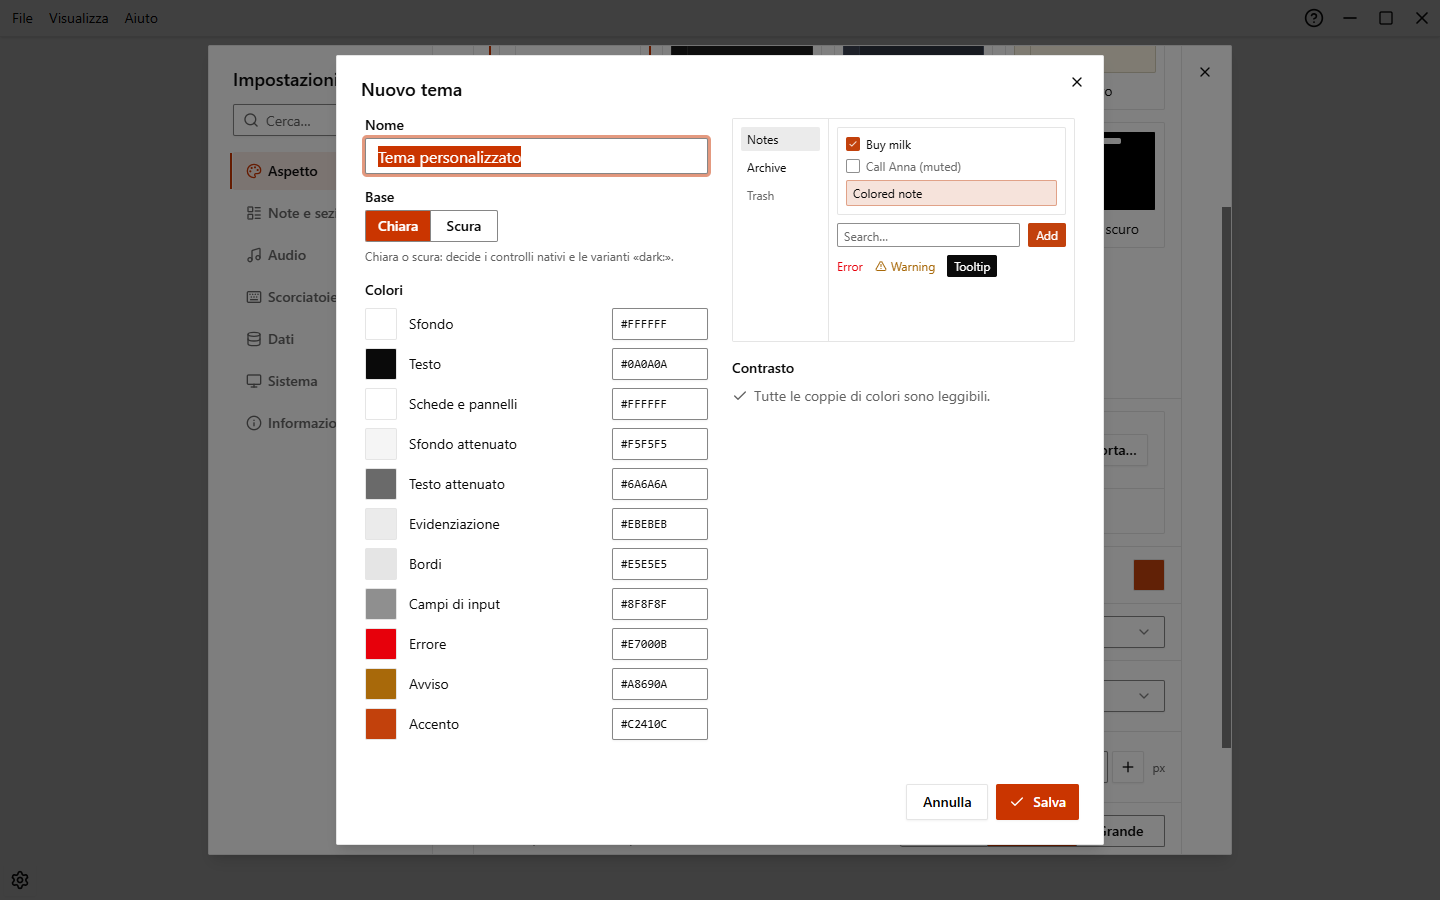 File Visualizza Aiuto
Impostazioni
Cerca...
Aspetto
Note e sezi
Audio
Scorciatoie
Dati
Sistema
Informazio
Nuovo tema
Nome
Tema personalizzato
Base
Chiara Scura
Chiara o scura: decide i controlli nativi e le varianti «dark:».
Colori
Sfondo #FFFFFF
Testo #0A0A0A
Schede e pannelli #FFFFFF
Sfondo attenuato #F5F5F5
Testo attenuato #6A6A6A
Evidenziazione #EBEBEB
Bordi #E5E5E5
Campi di input #8F8F8F
Errore #E7000B
Avviso #A8690A
Accento #C2410C
Notes
Archive
Trash
Buy milk
Call Anna (muted)
Colored note
Search...
Add
Error Warning Tooltip
Contrasto
Tutte le coppie di colori sono leggibili.
Annulla Salva
o
scuro
orta...
px
Grande